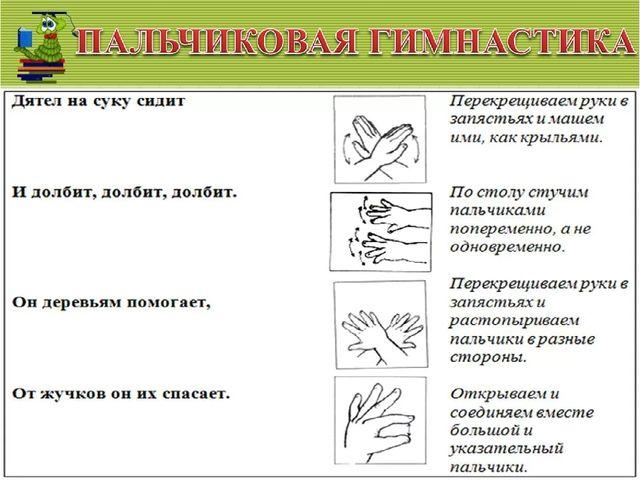 ПАЛЬЧИКОВАЯ ГИМНАСТИКА
Дятел на суку сидит
Перекрещиваем руки в
запястьях и машем
ими, как крыльями.
И долбит, долбит, долбит.
По столу стучим
пальчиками
попеременно, а не
одновременно.
Он деревьям помогает,
Перекрещиваем руки в
запястьях и
растопыриваем
пальчики в разные
стороны.
От жучков он их спасает.
Открываем и
соединяем вместе
большой и
указательный
пальчики.